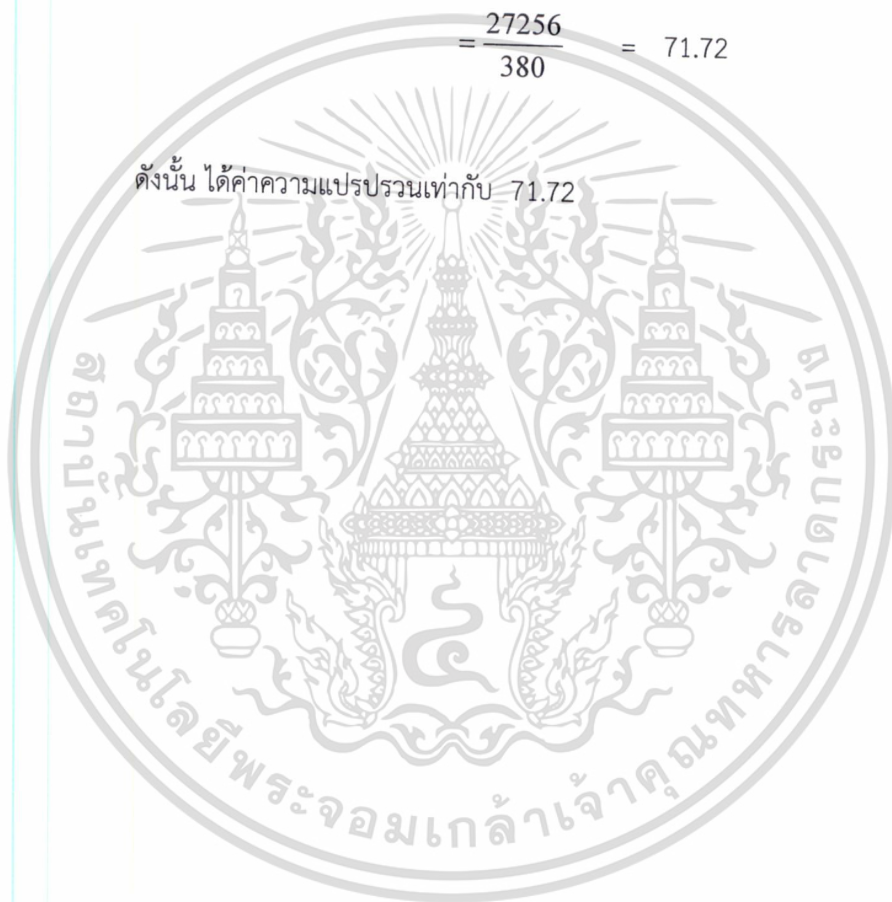 = 27256/380 = 71.72
ดังนั้น ได้ค่าความแปรปรวนเท่ากับ 71.72
สถาบันเทคโนโลยีพระจอมเกล้าเจ้าคุณทหารลาดกระบัง
๔